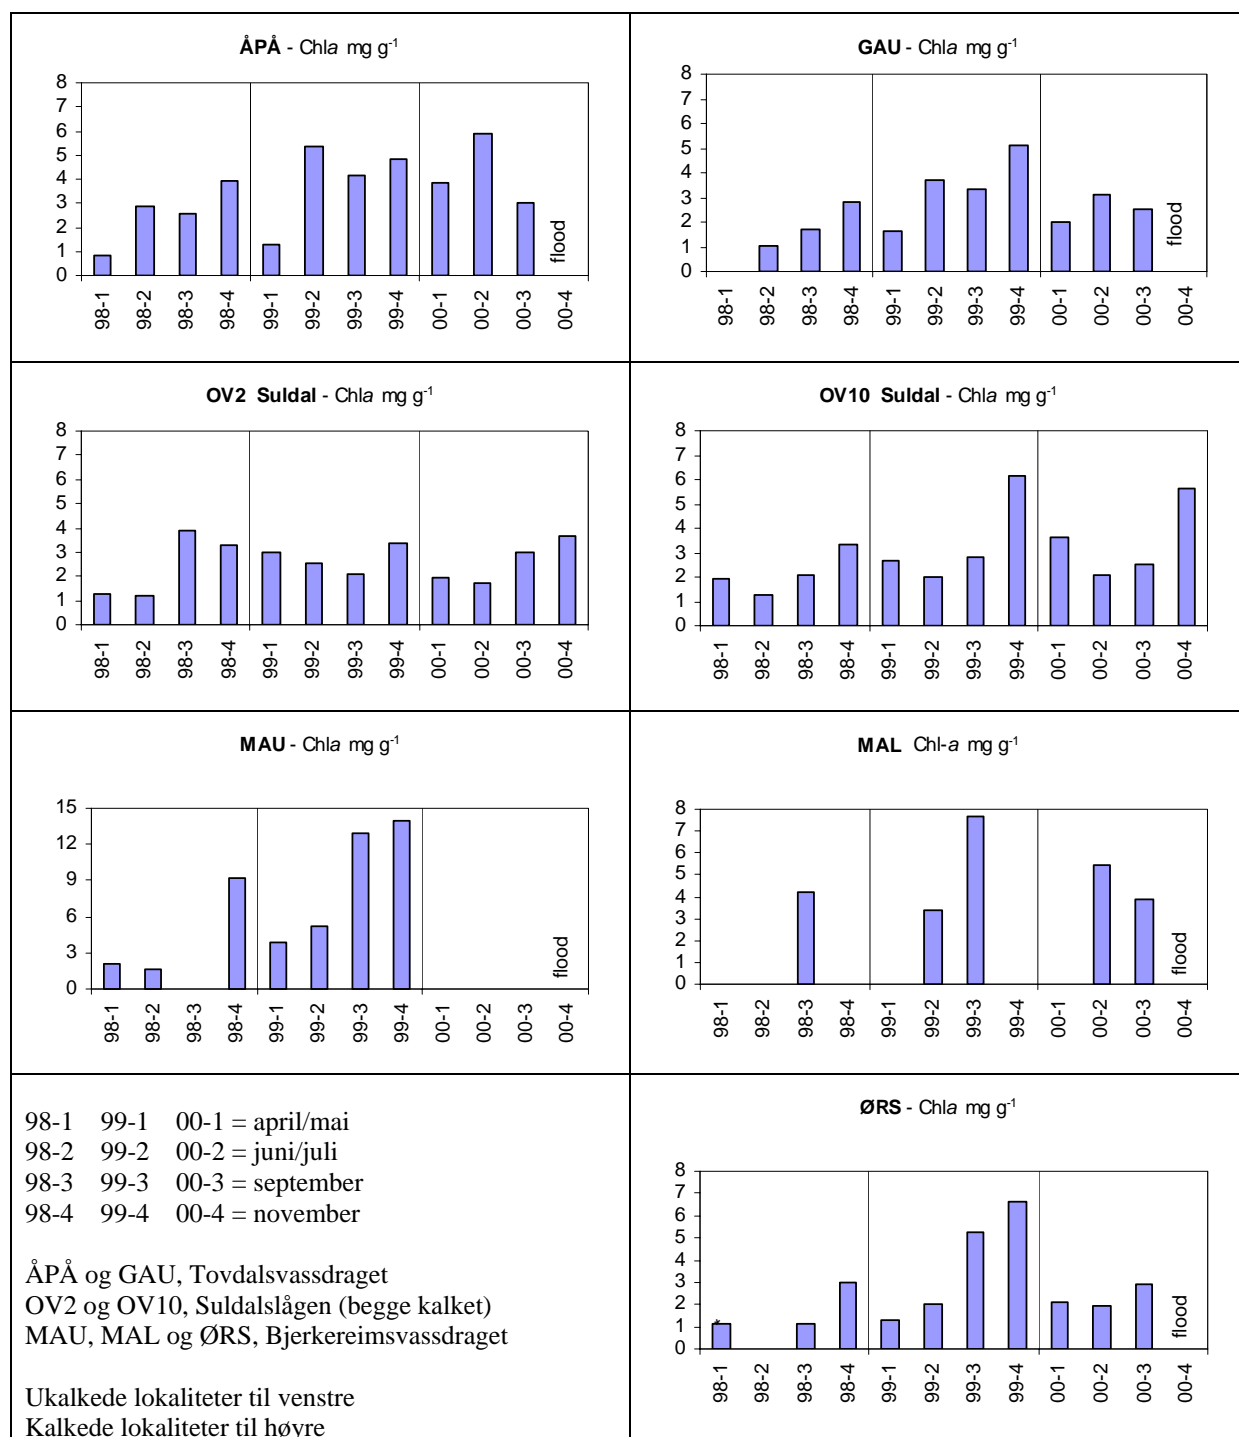 ÅPÅ - Chla mg g-1
8
7
6
5
4
3
2
1
0
flood
98-1 98-2 98-3 98-4 99-1 99-2 99-3 99-4 00-1 00-2 00-3 00-4
GAU - Chla mg g-1
8
7
6
5
4
3
2
1
0
flood
98-1 98-2 98-3 98-4 99-1 99-2 99-3 99-4 00-1 00-2 00-3 00-4
OV2 Suldal - Chla mg g-1
8
7
6
5
4
3
2
1
0
98-1 98-2 98-3 98-4 99-1 99-2 99-3 99-4 00-1 00-2 00-3 00-4
OV10 Suldal - Chla mg g-1
8
7
6
5
4
3
2
1
0
98-1 98-2 98-3 98-4 99-1 99-2 99-3 99-4 00-1 00-2 00-3 00-4
MAU - Chla mg g-1
15
12
9
6
3
0
flood
98-1 98-2 98-3 98-4 99-1 99-2 99-3 99-4 00-1 00-2 00-3 00-4
MAL Chl-a mg g-1
8
7
6
5
4
3
2
1
0
flood
98-1 98-2 98-3 98-4 99-1 99-2 99-3 99-4 00-1 00-2 00-3 00-4
98-1 99-1 00-1 = april/mai
98-2 99-2 00-2 = juni/juli
98-3 99-3 00-3 = september
98-4 99-4 00-4 = november
ÅPÅ og GAU, Tovdalsvassdraget
OV2 og OV10, Suldalslågen (begge kalket)
MAU, MAL og ØRS, Bjerkereimsvassdraget
Ukalkede lokaliteter til venstre
Kalkede lokaliteter til høyre
ØRS - Chla mg g-1
8
7
6
5
4
3
2
1
0
*
flood
98-1 98-2 98-3 98-4 99-1 99-2 99-3 99-4 00-1 00-2 00-3 00-4